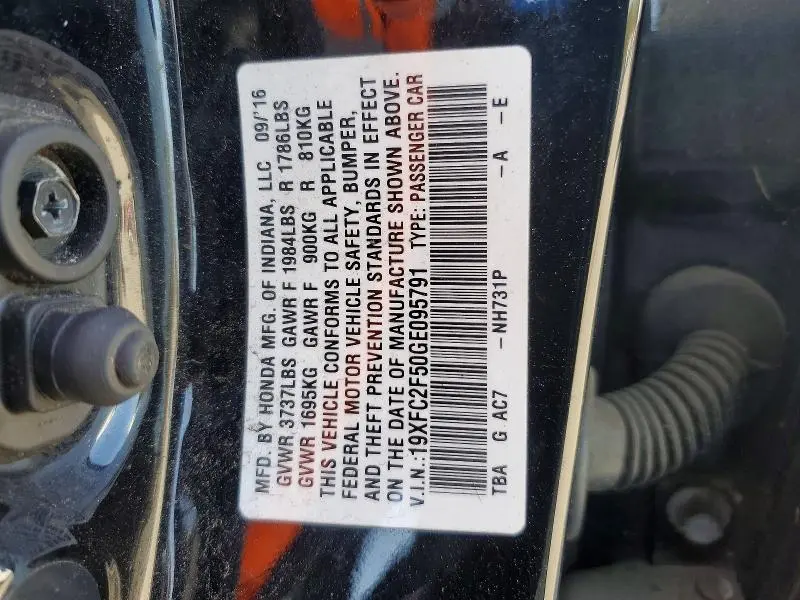 MFD. BY HONDA MFG. OF INDIANA, LLC 09/'16
GVWR 3737LBS GAWR F 1984LBS R 1786LBS
GVWR 1695KG GAWR F 900KG R 810KG
THIS VEHICLE CONFORMS TO ALL APPLICABLE
FEDERAL MOTOR VEHICLE SAFETY, BUMPER,
AND THEFT PREVENTION STANDARDS IN EFFECT
ON THE DATE OF MANUFACTURE SHOWN ABOVE.
V.I.N.:19XFC2F50GE095791 TYPE: PASSENGER CAR
TBA G AC7 -NH731P -A -E